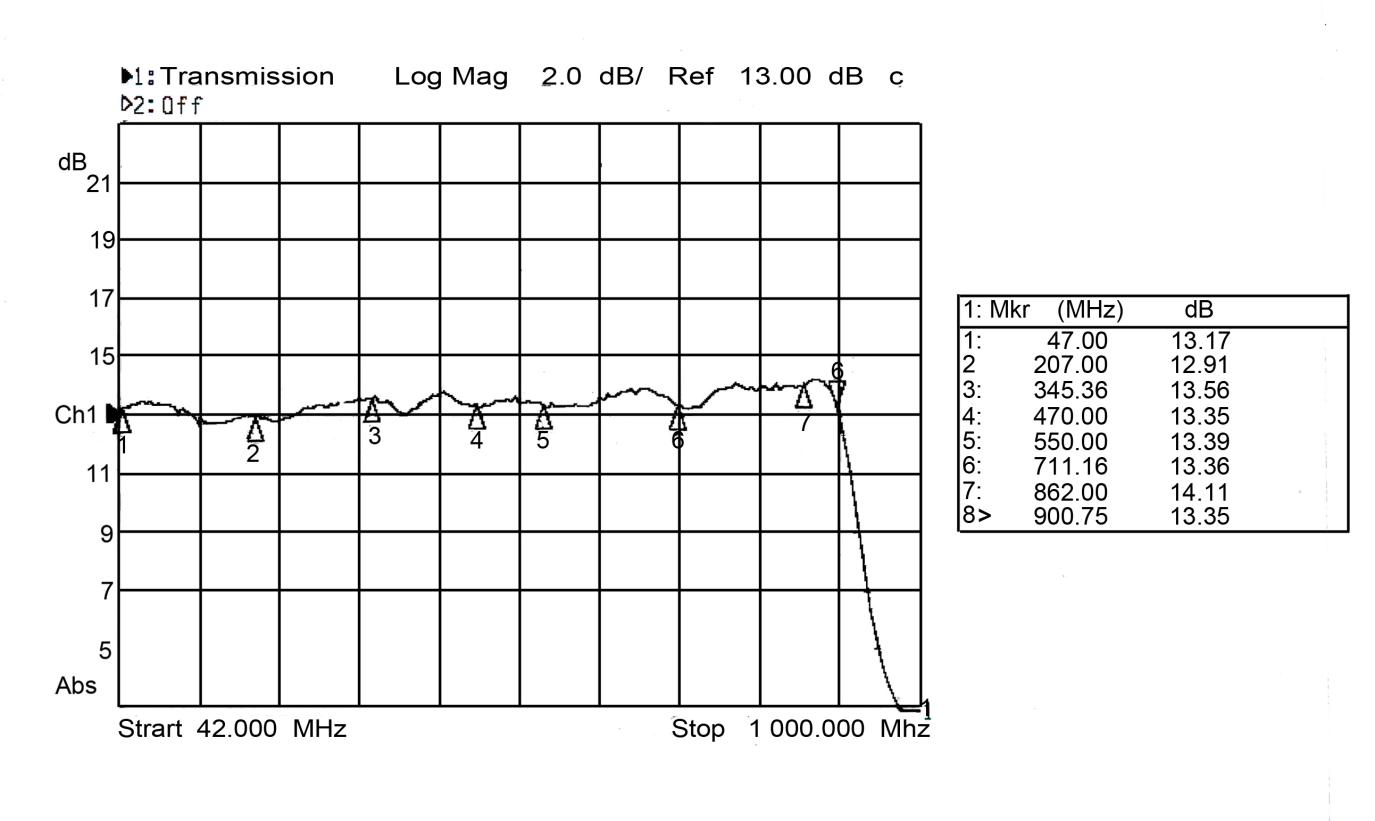 1: Transmission Log Mag 2.0 dB/ Ref 13.00 dB c
2: Off
dB
21
19
17
15
Ch1
11
9
7
5
Abs
6
1
2
3
4
5
6
7
1
Strart 42.000 MHz Stop 1 000.000 Mhz
1: Mkr (MHz) dB
1: 47.00 13.17
2 207.00 12.91
3: 345.36 13.56
4: 470.00 13.35
5: 550.00 13.39
6: 711.16 13.36
7: 862.00 14.11
8> 900.75 13.35